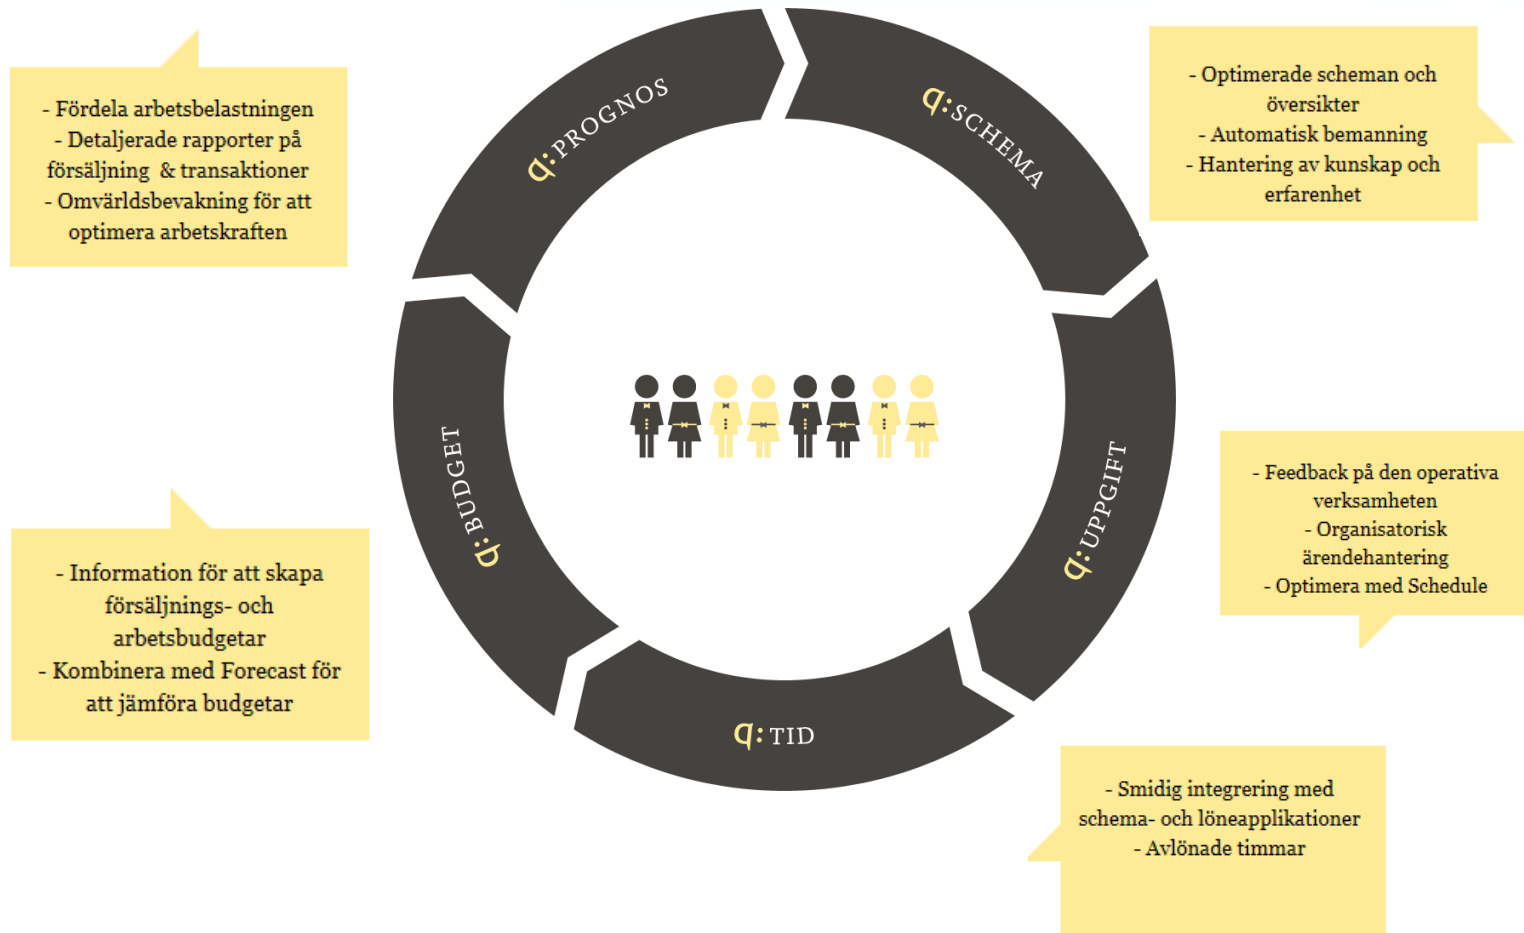 - Fördela arbetsbelastningen
- Detaljerade rapporter på
försäljning & transaktioner
- Omvärldsbevakning för att
optimera arbetskraften
q:PROGNOS
q:SCHEMA
- Optimerade scheman och
översikter
- Automatisk bemanning
- Hantering av kunskap och
erfarenhet
q:BUDGET
q:UPPGIFT
- Feedback på den operativa
verksamheten
- Organisatorisk
ärendehantering
- Optimera med Schedule
- Information för att skapa
försäljnings- och
arbetsbudgetar
- Kombinera med Forecast för
att jämföra budgetar
q:TID
- Smidig integrering med
schema- och löneapplikationer
- Avlönade timmar